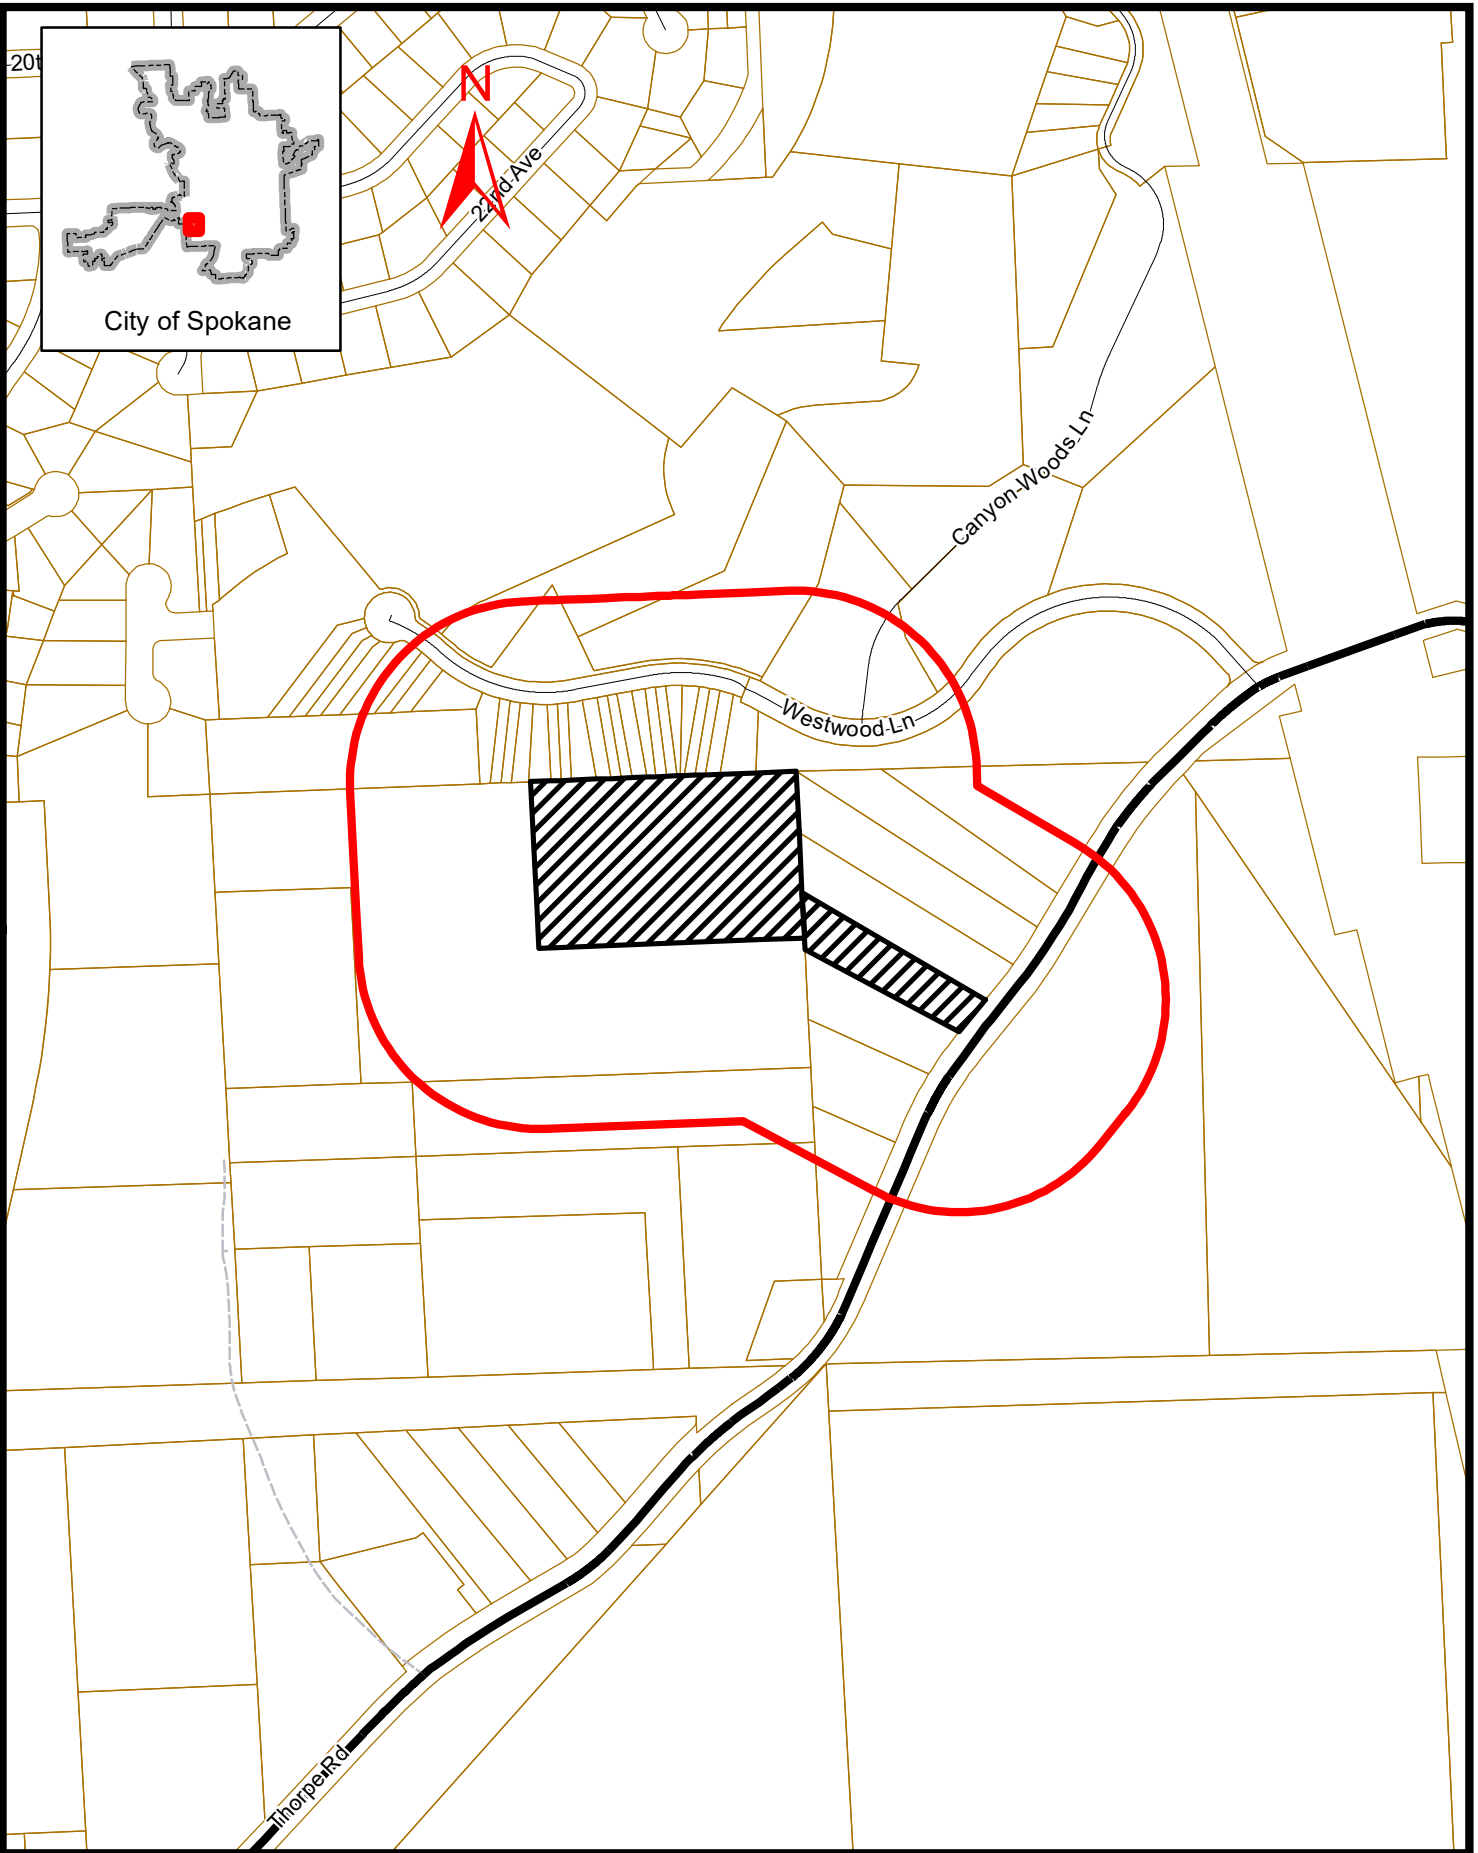 20t
N
22nd Ave
City of Spokane
Canyon Woods Ln
Westwood Ln
Thorpe Rd